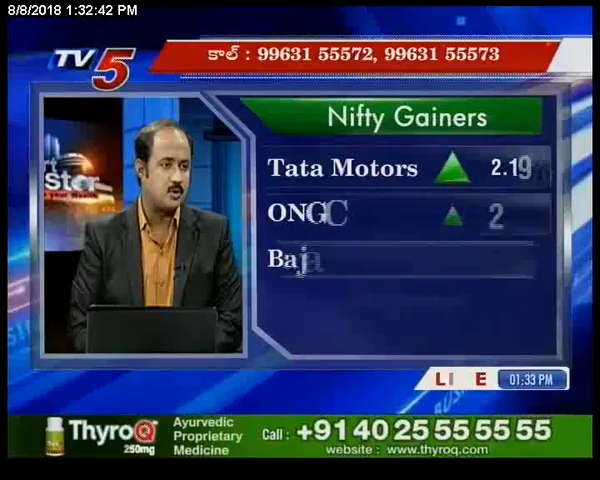 8/8/2018 1:32:42 PM
TV5
కాల్ : 99631 55572, 99631 55573
Nifty Gainers
Tata Motors 2.19
ONGC 2
Baja
LI E 01:33 PM
ThyroQ
250mg
Ayurvedic
Proprietary
Medicine
Call : +91 40 25 55 55 55
website : www.thyroq.com